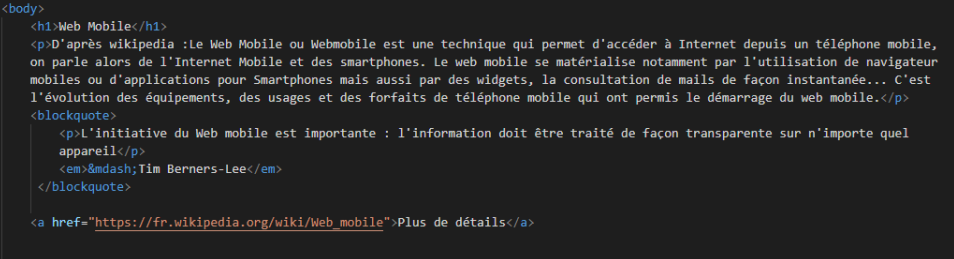 <body>
<h1>Web Mobile</h1>
<p>D'après wikipedia :Le Web Mobile ou Webmobile est une technique qui permet d'accéder à Internet depuis un téléphone mobile,
on parle alors de l'Internet Mobile et des smartphones. Le web mobile se matérialise notamment par l'utilisation de navigateur
mobiles ou d'applications pour Smartphones mais aussi par des widgets, la consultation de mails de façon instantanée... C'est
l'évolution des équipements, des usages et des forfaits de téléphone mobile qui ont permis le démarrage du web mobile.</p>
<blockquote>
<p>L'initiative du Web mobile est importante : l'information doit être traité de façon transparente sur n'importe quel
appareil</p>
<em>&mdash;Tim Berners-Lee</em>
</blockquote>
<a href="https://fr.wikipedia.org/wiki/Web_mobile">Plus de détails</a>